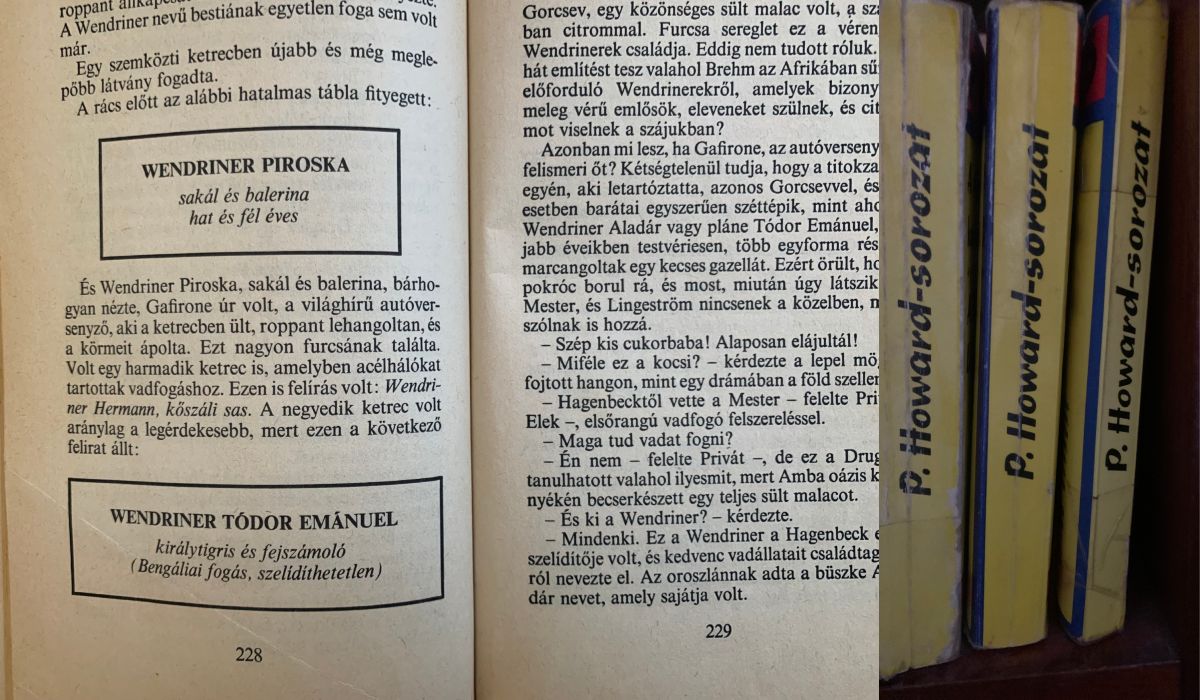 roppant
A Wendriner nevű bestiának egyetlen foga sem volt
már.
Egy szemközti ketrecben újabb és még megle-
pőbb látvány fogadta.
A rács előtt az alábbi hatalmas tábla fityegett:
WENDRINER PIROSKA
sakál és balerina
hat és fél éves
És Wendriner Piroska, sakál és balerina, bárho-
gyan nézte, Gafirone úr volt, a világhírű autóver-
senyző, aki a ketrecben ült, roppant lehangoltan, és
a körmeit ápolta. Ezt nagyon furcsának találta.
Volt egy harmadik ketrec is, amelyben acélhálókat
tartottak vadfogáshoz. Ezen is felírás volt: Wendri-
ner Hermann, kőszáli sas. A negyedik ketrec volt
aránylag a legérdekesebb, mert ezen a következő
felirat állt:
WENDRINER TÓDOR EMÁNUEL
királytigris és fejszámoló
(Bengáliai fogás, szelídíthetetlen)
228
Gorcsev, egy közönséges sült malac volt, a
ban citrommal. Furcsa sereglet ez a véren
Wendrinerek családja. Eddig nem tudott róluk.
hát említést tesz valahol Brehm az Afrikában sű
előforduló Wendrinerekről, amelyek bizony
meleg vérű emlősök, eleveneket szülnek, és cit
mot viselnek a szájukban?
Azonban mi lesz, ha Gafirone, az autóverseny
felismeri őt? Kétségtelenül tudja, hogy a titokza
egyén, aki letartóztatta, azonos Gorcsevvel, és
esetben barátai egyszerűen széttépik, mint aho
Wendriner Aladár vagy pláne Tódor Emánuel,
jabb éveikben testvériesen, több egyforma rés
marcangoltak egy kecses gazellát. Ezért örült, ho
pokróc borul rá, és most, miután úgy látszik
Mester, és Lingeström nincsenek a közelben, n
szólnak is hozzá.
– Szép kis cukorbaba! Alaposan elájultál!
– Miféle ez a kocsi? – kérdezte a lepel mö
fojtott hangon, mint egy drámában a föld szeller
– Hagenbecktől vette a Mester – felelte Pri
Elek –, elsőrangú vadfogó felszereléssel.
– Maga tud vadat fogni?
– Én nem – felelte Privát –, de ez a Drug
tanulhatott valahol ilyesmit, mert Amba oázis k
nyékén becserkészett egy teljes sült malacot.
– És ki a Wendriner? – kérdezte.
– Mindenki. Ez a Wendriner a Hagenbeck
szelídítője volt, és kedvenc vadállatait családtag
ról nevezte el. Az oroszlánnak adta a büszke A
dár nevet, amely sajátja volt.
229
P. Howard-sorozat
P. Howard-sorozat
P. Howard-sorozat